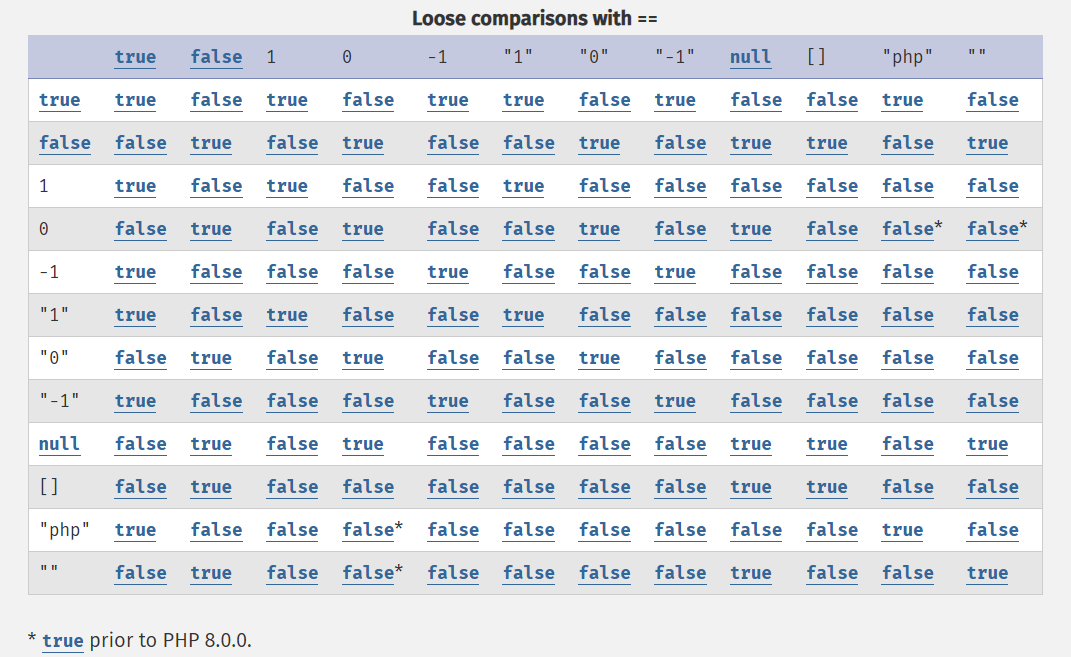 Loose comparisons with ==
true false 1 0 -1 "1" "0" "-1" null [] "php" ""
true true false true false true true false true false false true false
false false true false true false false true false true true false true
1 true false true false false true false false false false false false
0 false true false true false false true false true false false* false*
-1 true false false false true false false true false false false false
"1" true false true false false true false false false false false false
"0" false true false true false false true false false false false false
"-1" true false false false true false false true false false false false
null false true false true false false false false true true false true
[] false true false false false false false false true true false false
"php" true false false false* false false false false false false true false
"" false true false false* false false false false true false false true
* true prior to PHP 8.0.0.